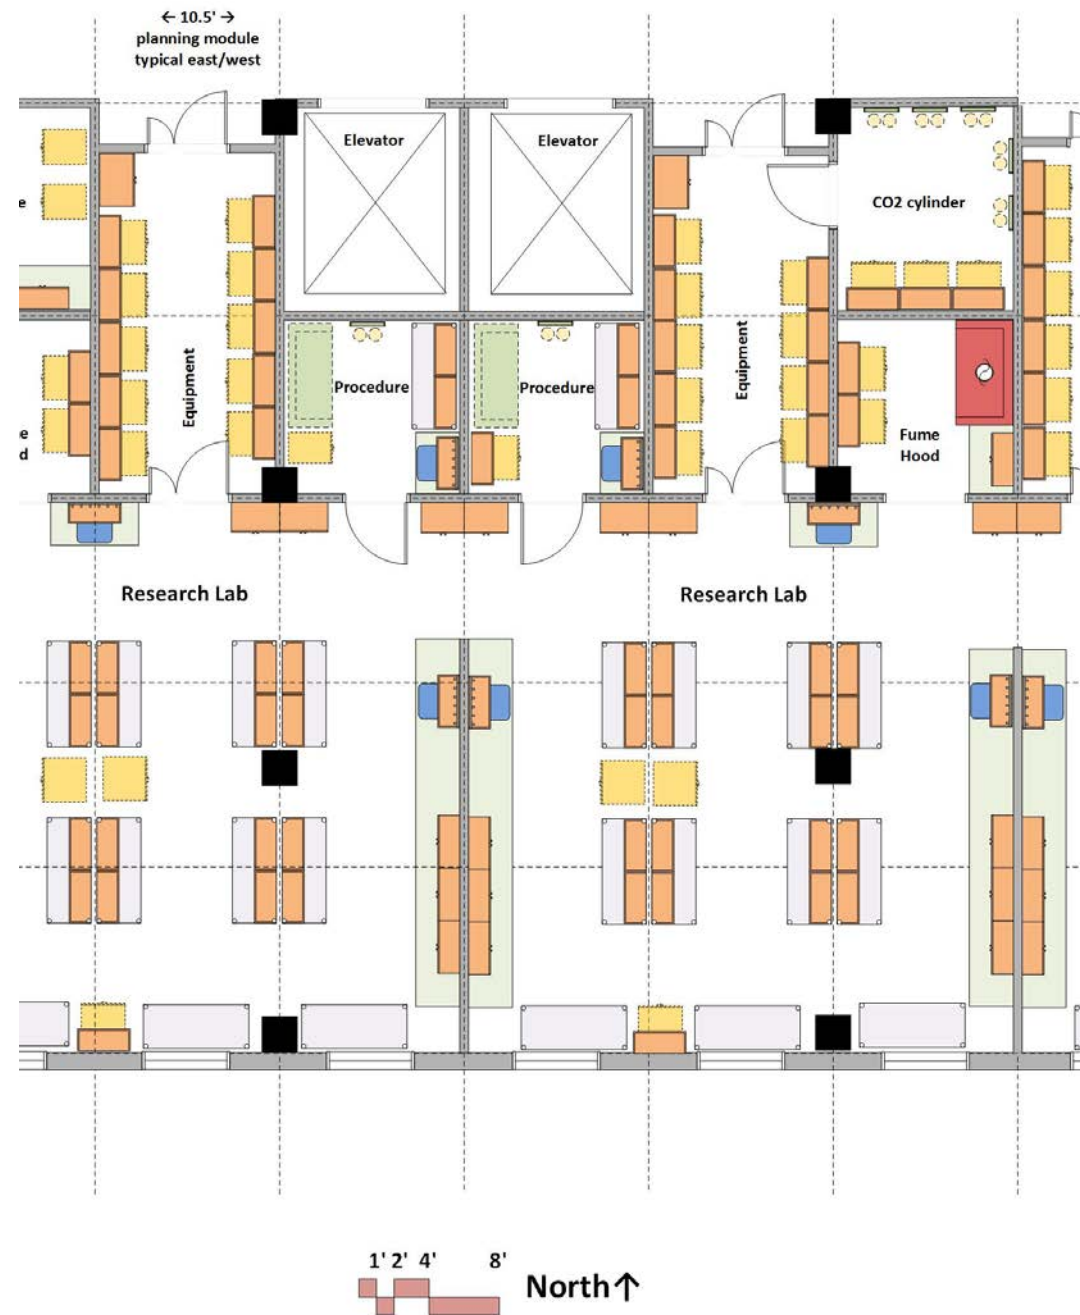 ← 10.5' →
planning module
typical east/west
Elevator
Elevator
e
CO2 cylinder
Equipment
Equipment
Procedure
Procedure
e
d
Fume
Hood
Research Lab
Research Lab
1' 2' 4' 8'
North↑